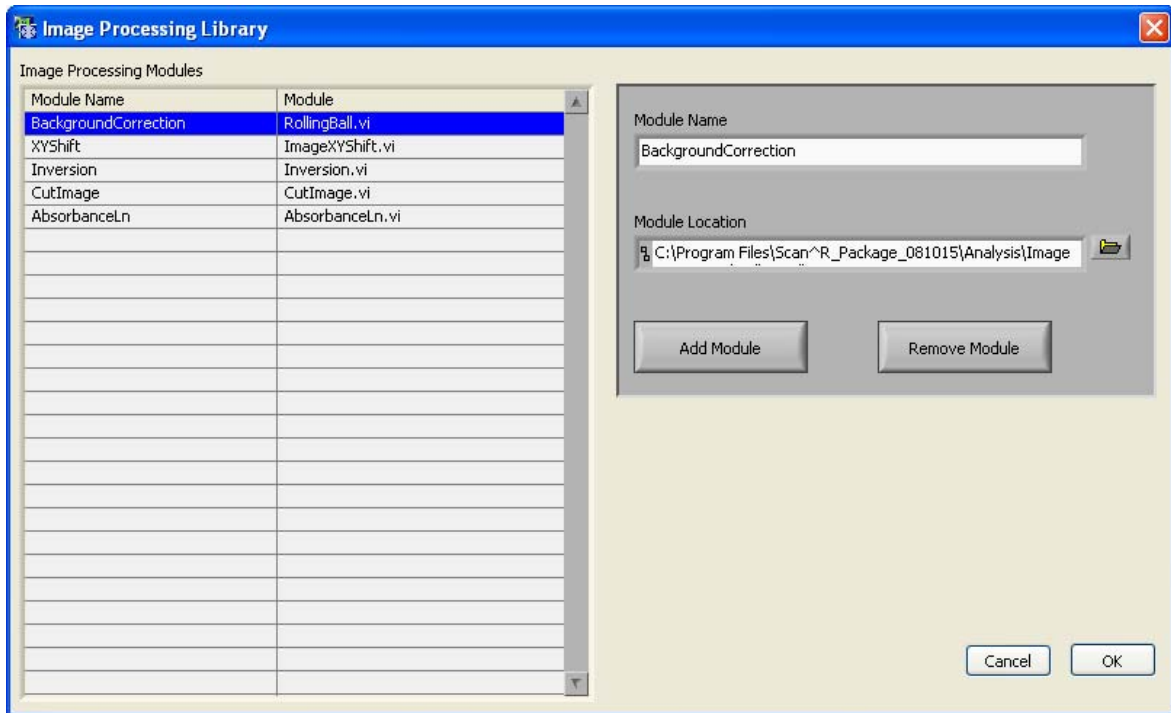 Image Processing Library
Image Processing Modules
Module Name Module
BackgroundCorrection RollingBall.vi
XYShift ImageXYShift.vi
Inversion Inversion.vi
CutImage CutImage.vi
AbsorbanceLn AbsorbanceLn.vi
Module Name
BackgroundCorrection
Module Location
C:\Program Files\Scan^R_Package_081015\Analysis\Image
Add Module Remove Module
Cancel OK